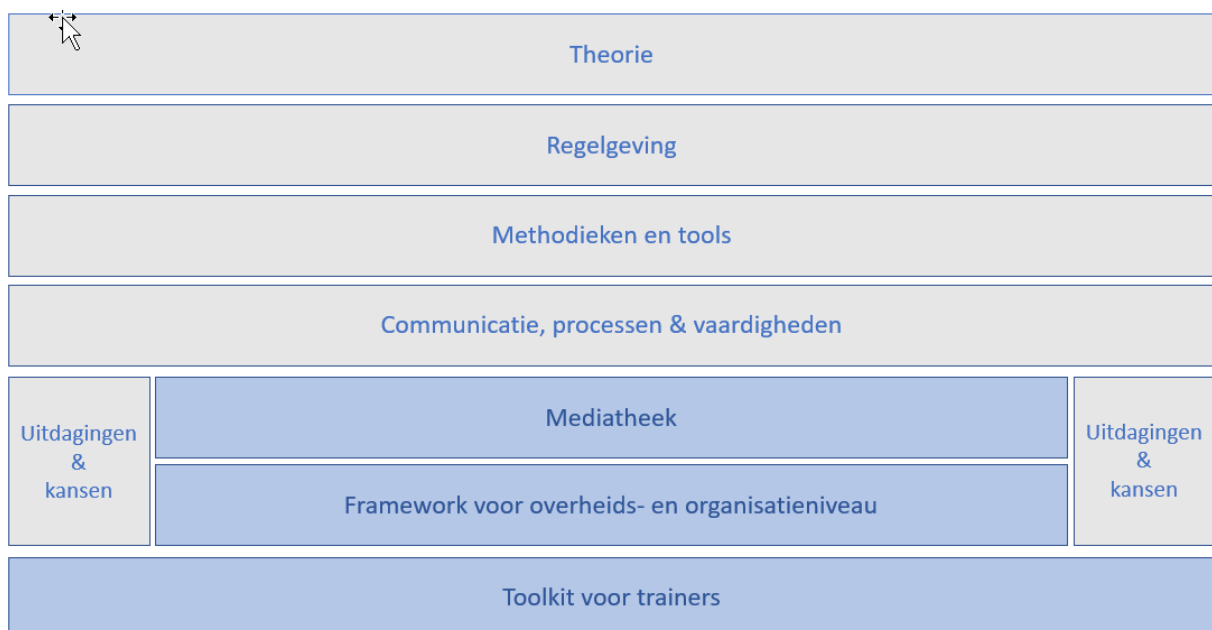 Theorie
Regelgeving
Methodieken en tools
Communicatie, processen & vaardigheden
Uitdagingen
&
kansen
Mediatheek
Framework voor overheids- en organisatieniveau
Uitdagingen
&
kansen
Toolkit voor trainers